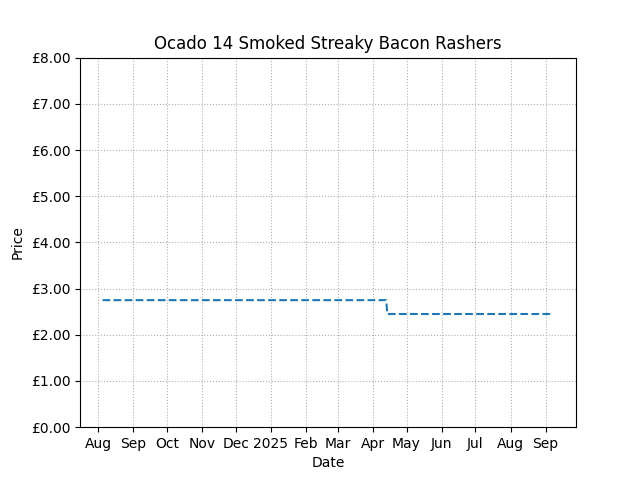 Ocado 14 Smoked Streaky Bacon Rashers
£8.00
£7.00
£6.00
£5.00
£4.00
£3.00
£2.00
£1.00
£0.00
Price
Aug Sep Oct Nov Dec 2025 Feb Mar Apr May Jun Jul Aug Sep
Date